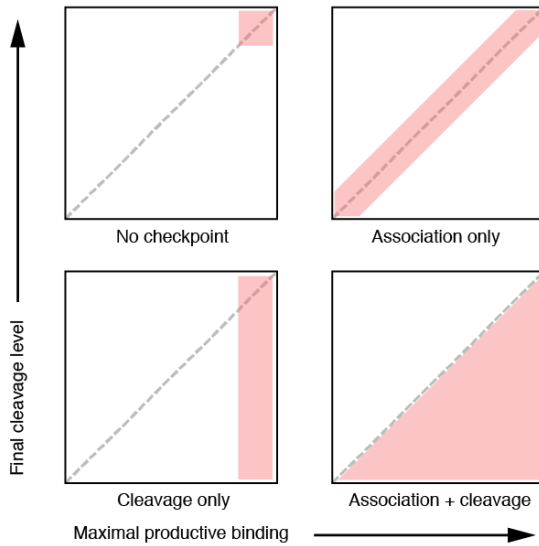 No checkpoint
Association only
Final cleavage level
Cleavage only
Association + cleavage
Maximal productive binding